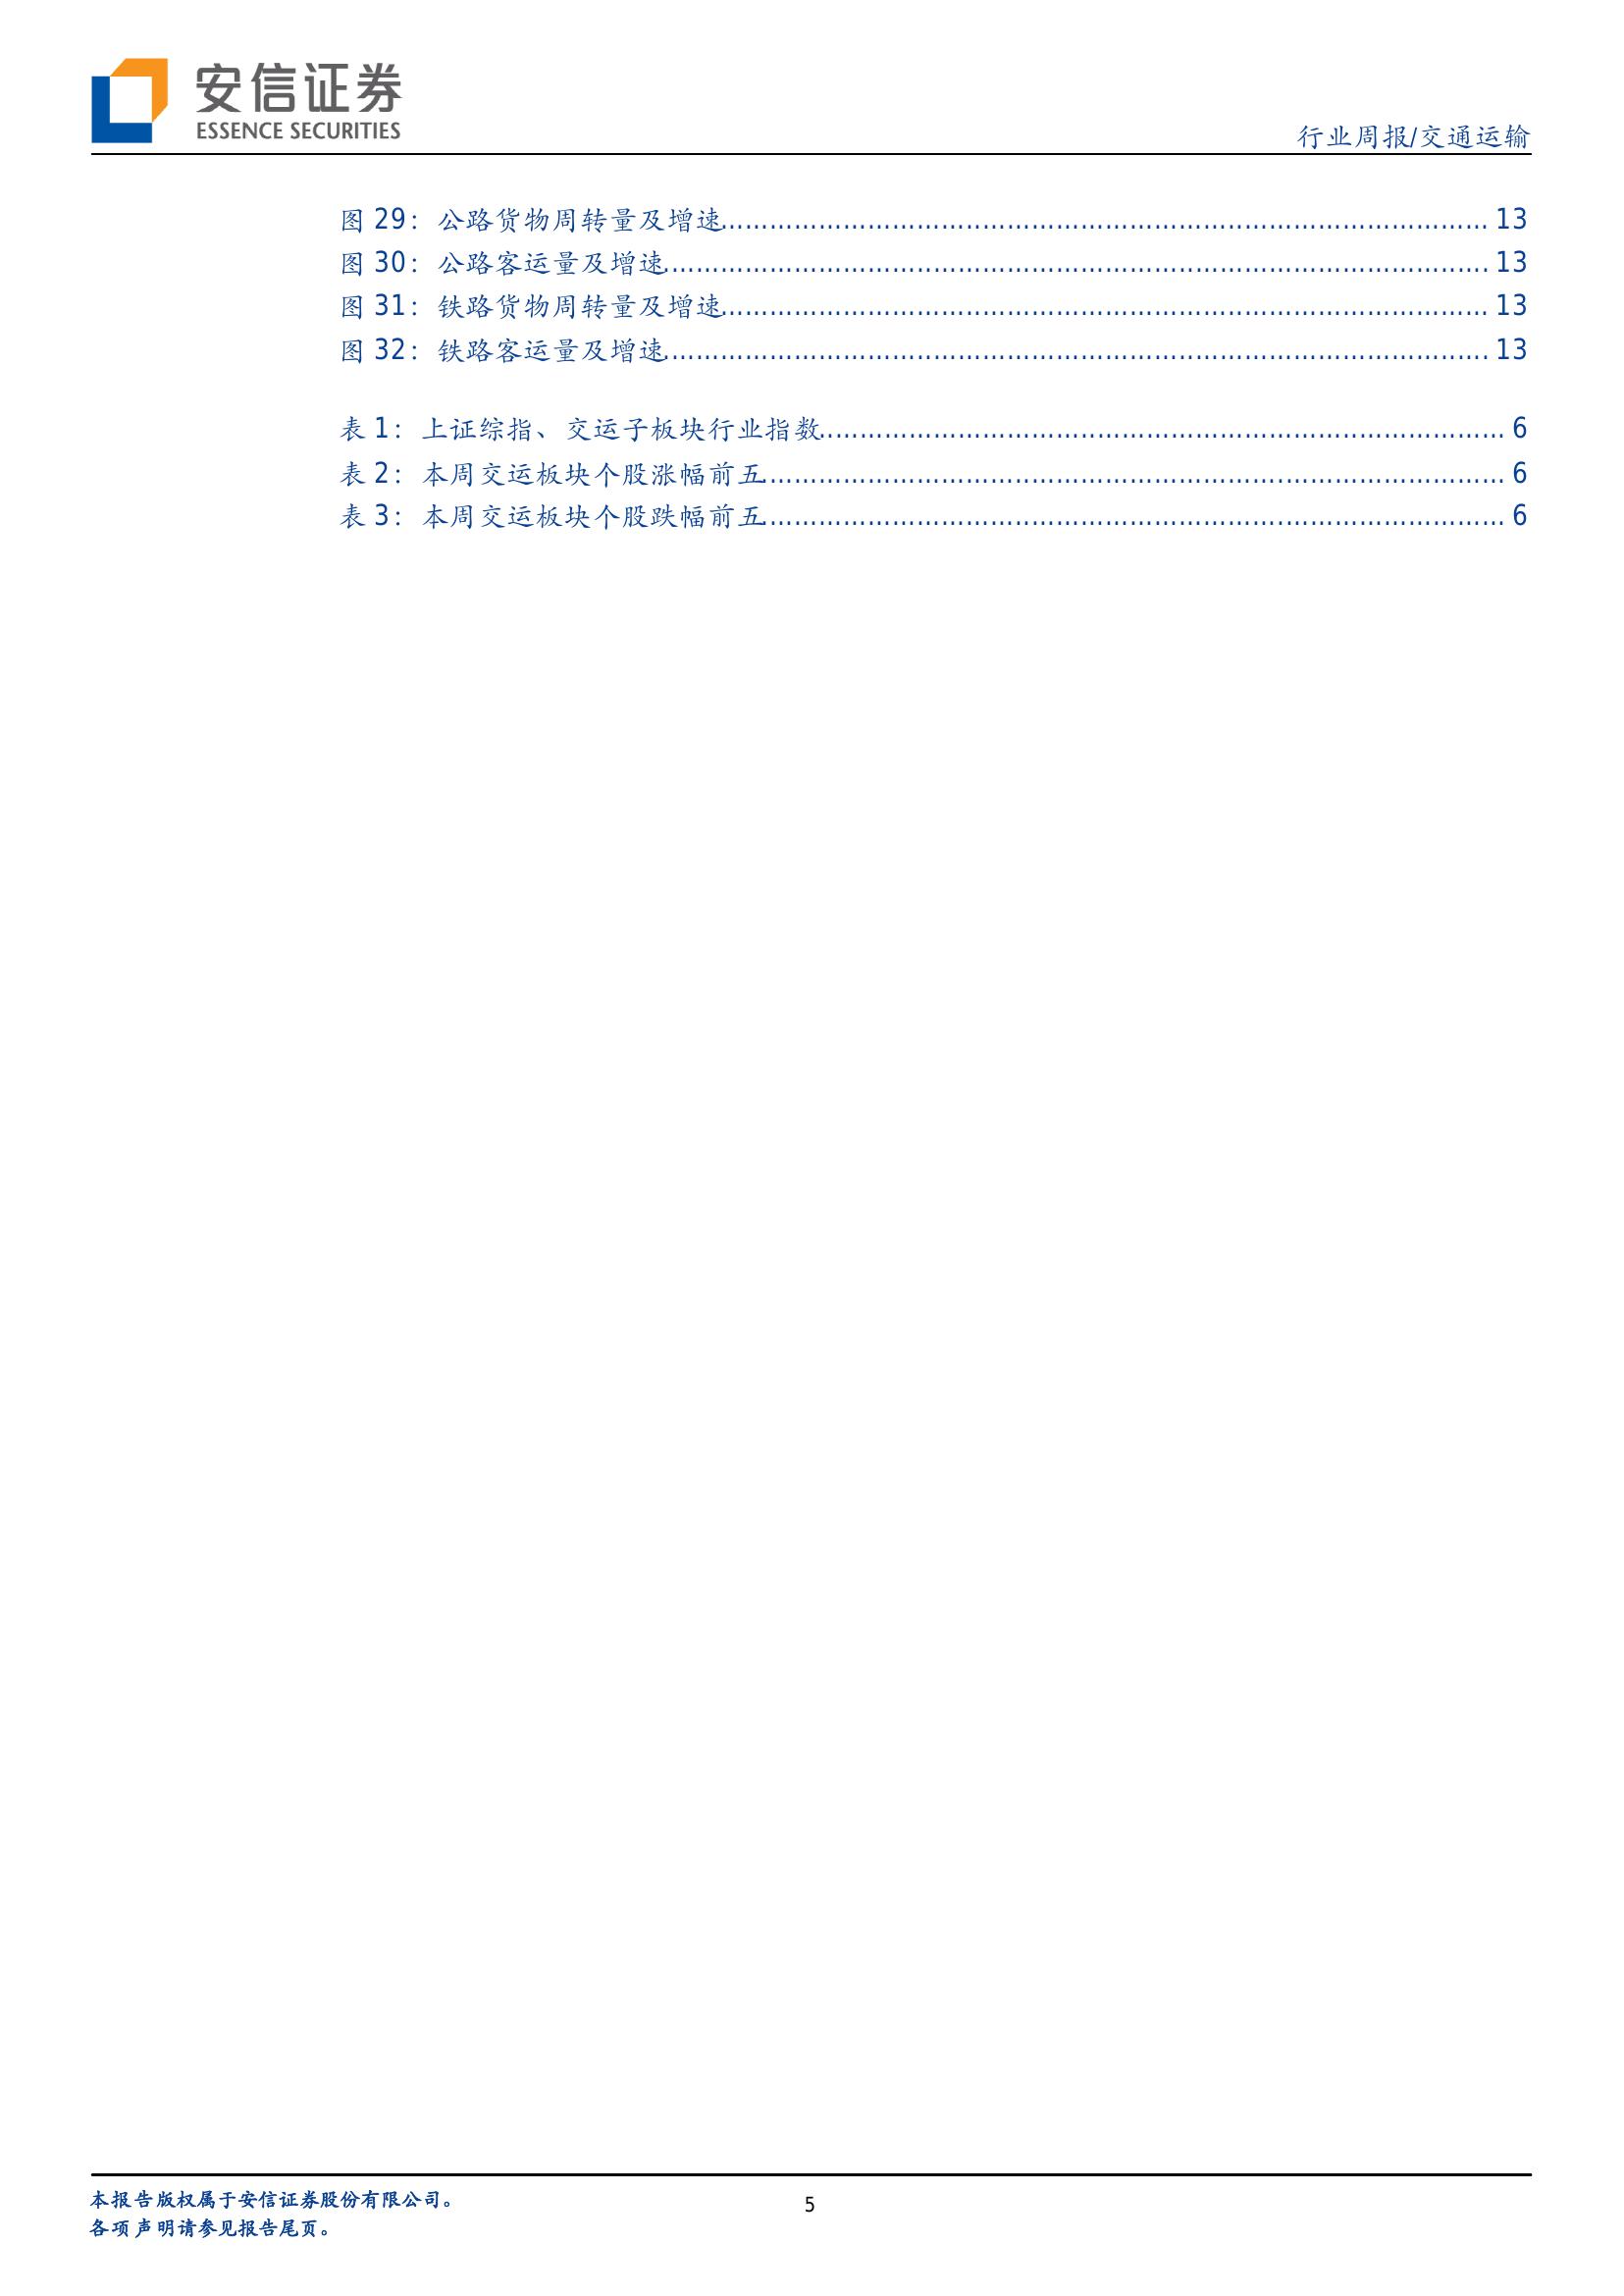 安信证券
ESSENCE SECURITIES
行业周报/交通运输
图 29：公路货物周转量及增速 13
图 30：公路客运量及增速 13
图 31：铁路货物周转量及增速 13
图 32：铁路客运量及增速 13
表 1：上证综指、交运子板块行业指数 6
表 2：本周交运板块个股涨幅前五 6
表 3：本周交运板块个股跌幅前五 6
本报告版权属于安信证券股份有限公司。
各项声明请参见报告尾页。
5